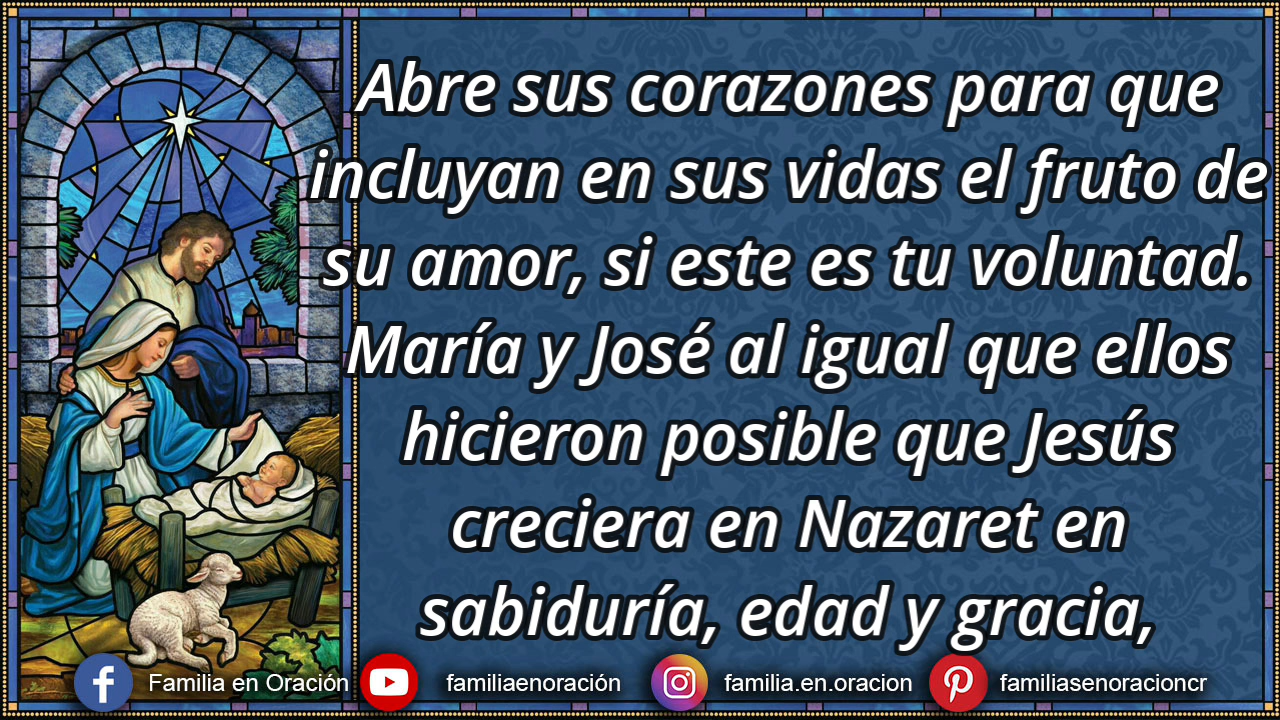 Abre sus corazones para que
incluyan en sus vidas el fruto de
su amor, si este es tu voluntad.
María y José al igual que ellos
hicieron posible que Jesús
creciera en Nazaret en
sabiduría, edad y gracia,
Familia en Oración familiaenoración familia.en.oracion familiasenoracioncr